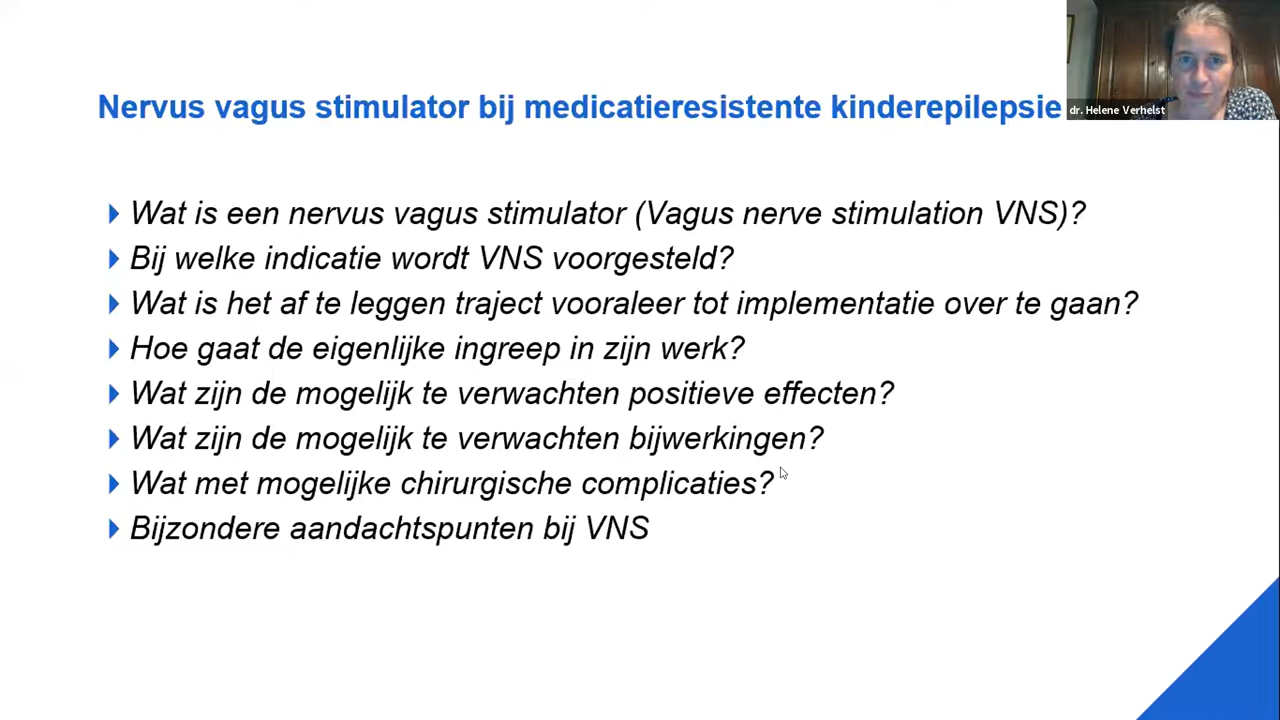 Nervus vagus stimulator bij medicatieresistente kinderepilepsie
dr. Helene Verhelst
Wat is een nervus vagus stimulator (Vagus nerve stimulation VNS)?
Bij welke indicatie wordt VNS voorgesteld?
Wat is het af te leggen traject vooraleer tot implementatie over te gaan?
Hoe gaat de eigenlijke ingreep in zijn werk?
Wat zijn de mogelijk te verwachten positieve effecten?
Wat zijn de mogelijk te verwachten bijwerkingen?
Wat met mogelijke chirurgische complicaties?
Bijzondere aandachtspunten bij VNS